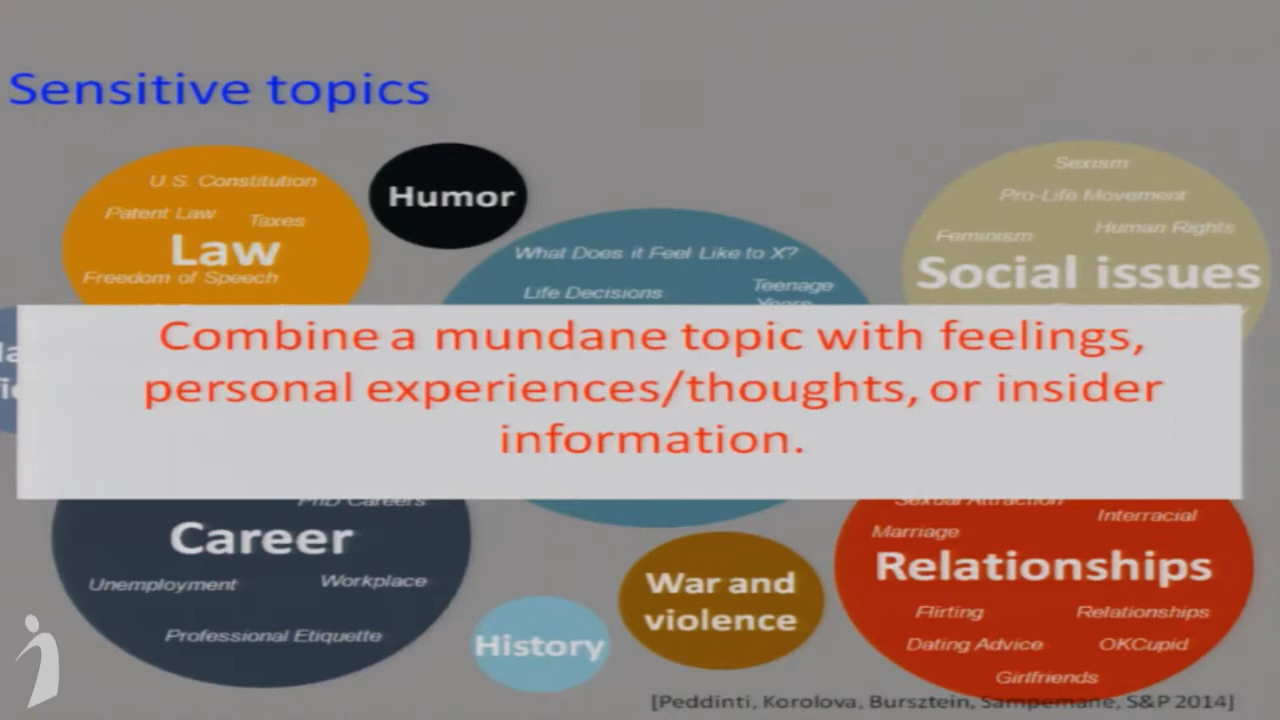 Sensitive topics
U.S. Constitution
Patent Law
Taxes
Law
Freedom of Speech
Humor
What Does it Feel Like to X?
Life Decisions
Teenage
Years
Sexism
Pro-Life Movement
Feminism
Human Rights
Social issues
Combine a mundane topic with feelings,
personal experiences/thoughts, or insider
information.
PhD Careers
Career
Unemployment
Workplace
Professional Etiquette
History
War and
violence
Sexual Attraction
Interracial
Marriage
Relationships
Flirting
Relationships
Dating Advice
OKCupid
Girlfriends
[Peddinti, Korolova, Bursztein, Sampemane, S&P 2014]